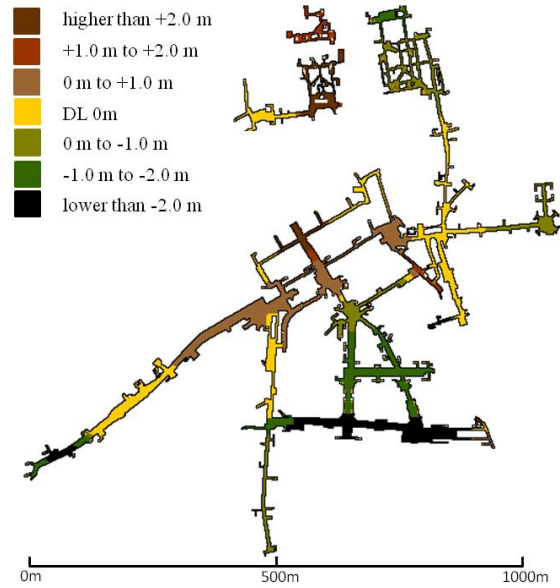 higher than +2.0 m
+1.0 m to +2.0 m
0 m to +1.0 m
DL 0m
0 m to -1.0 m
-1.0 m to -2.0 m
lower than -2.0 m
0m 500m 1000m